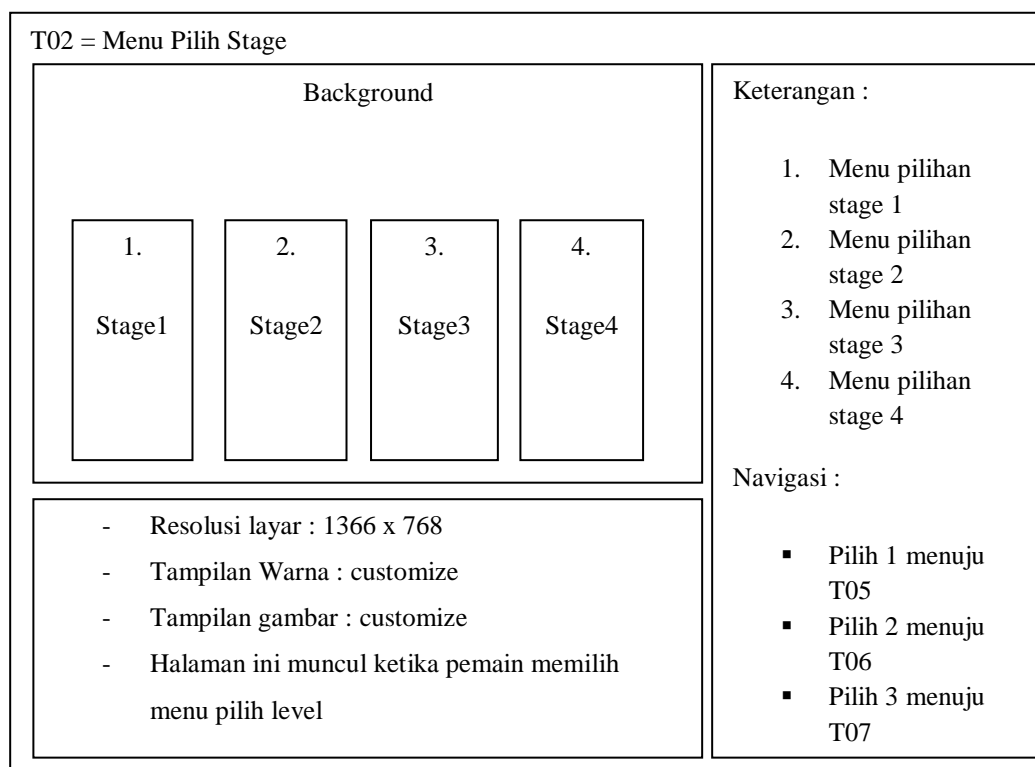 T02 = Menu Pilih Stage
Background
1.
Stage1
2.
Stage2
3.
Stage3
4.
Stage4
- Resolusi layar : 1366 x 768
- Tampilan Warna : customize
- Tampilan gambar : customize
- Halaman ini muncul ketika pemain memilih
menu pilih level
Keterangan :
1. Menu pilihan
stage 1
2. Menu pilihan
stage 2
3. Menu pilihan
stage 3
4. Menu pilihan
stage 4
Navigasi :
▪ Pilih 1 menuju
T05
▪ Pilih 2 menuju
T06
▪ Pilih 3 menuju
T07